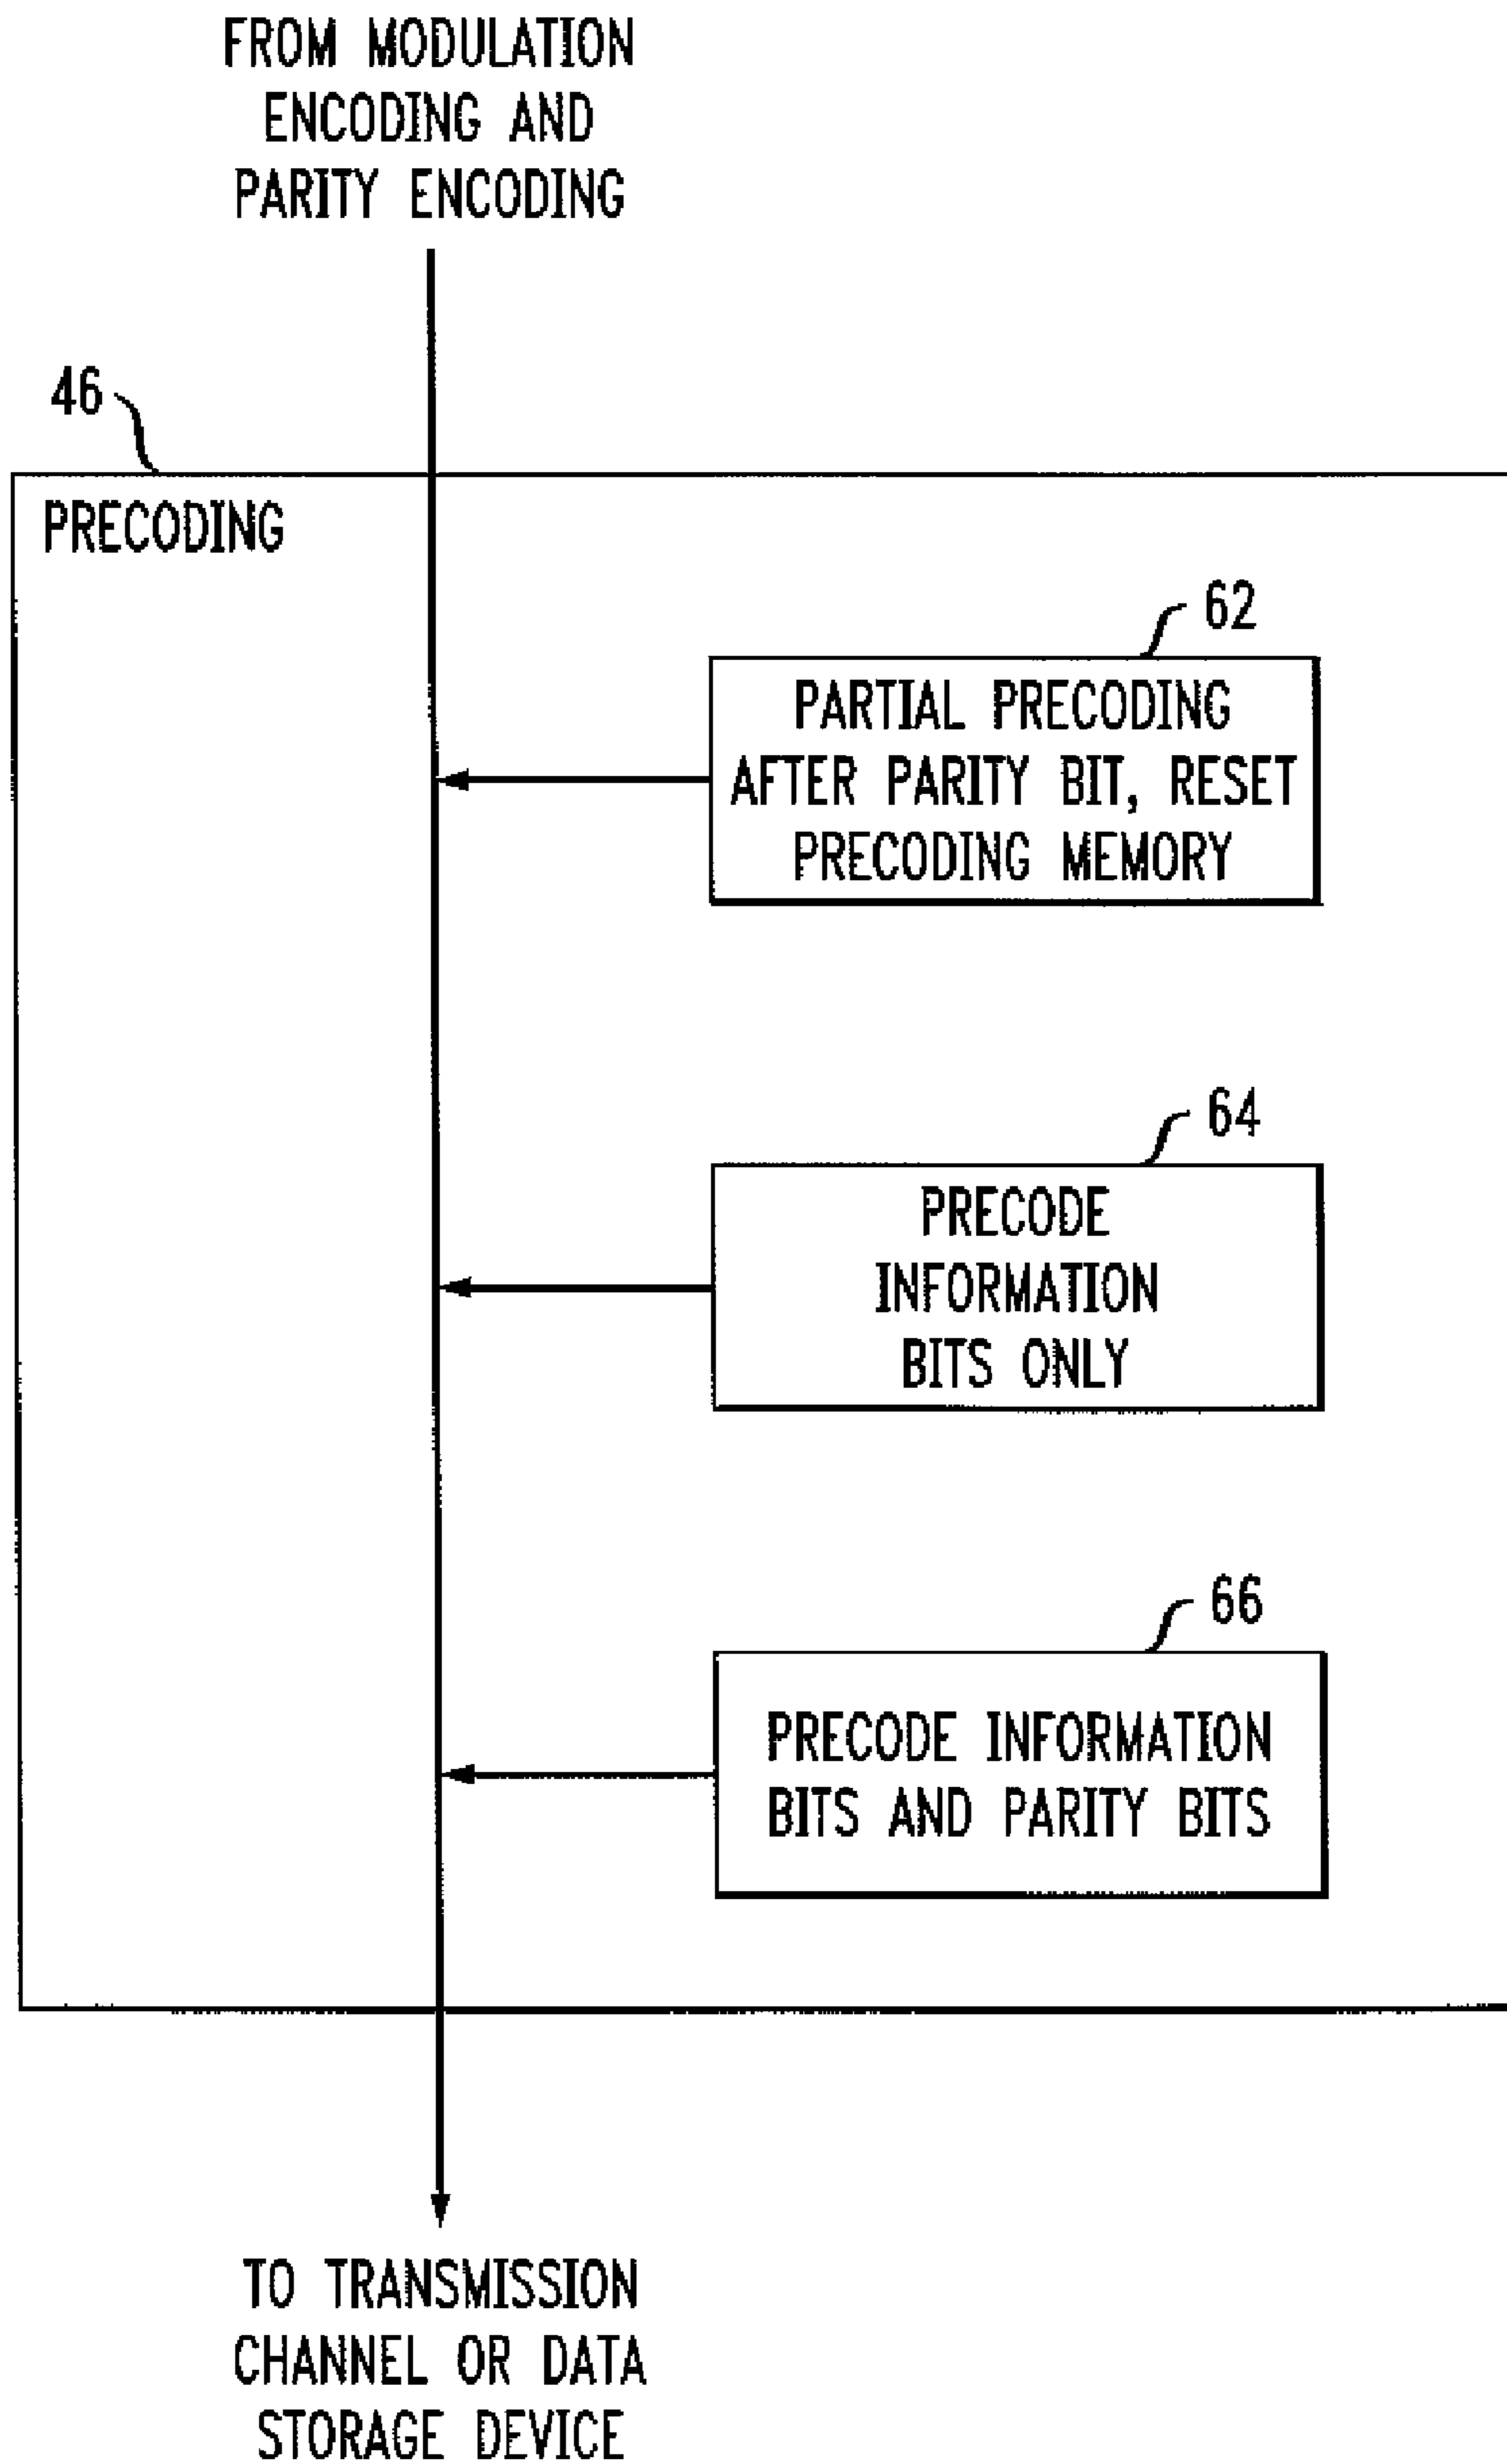 FROM MODULATION
ENCODING AND
PARITY ENCODING
46
PRECODING
62
PARTIAL PRECODING
AFTER PARITY BIT, RESET
PRECODING MEMORY
64
PRECODE
INFORMATION
BITS ONLY
66
PRECODE INFORMATION
BITS AND PARITY BITS
TO TRANSMISSION
CHANNEL OR DATA
STORAGE DEVICE